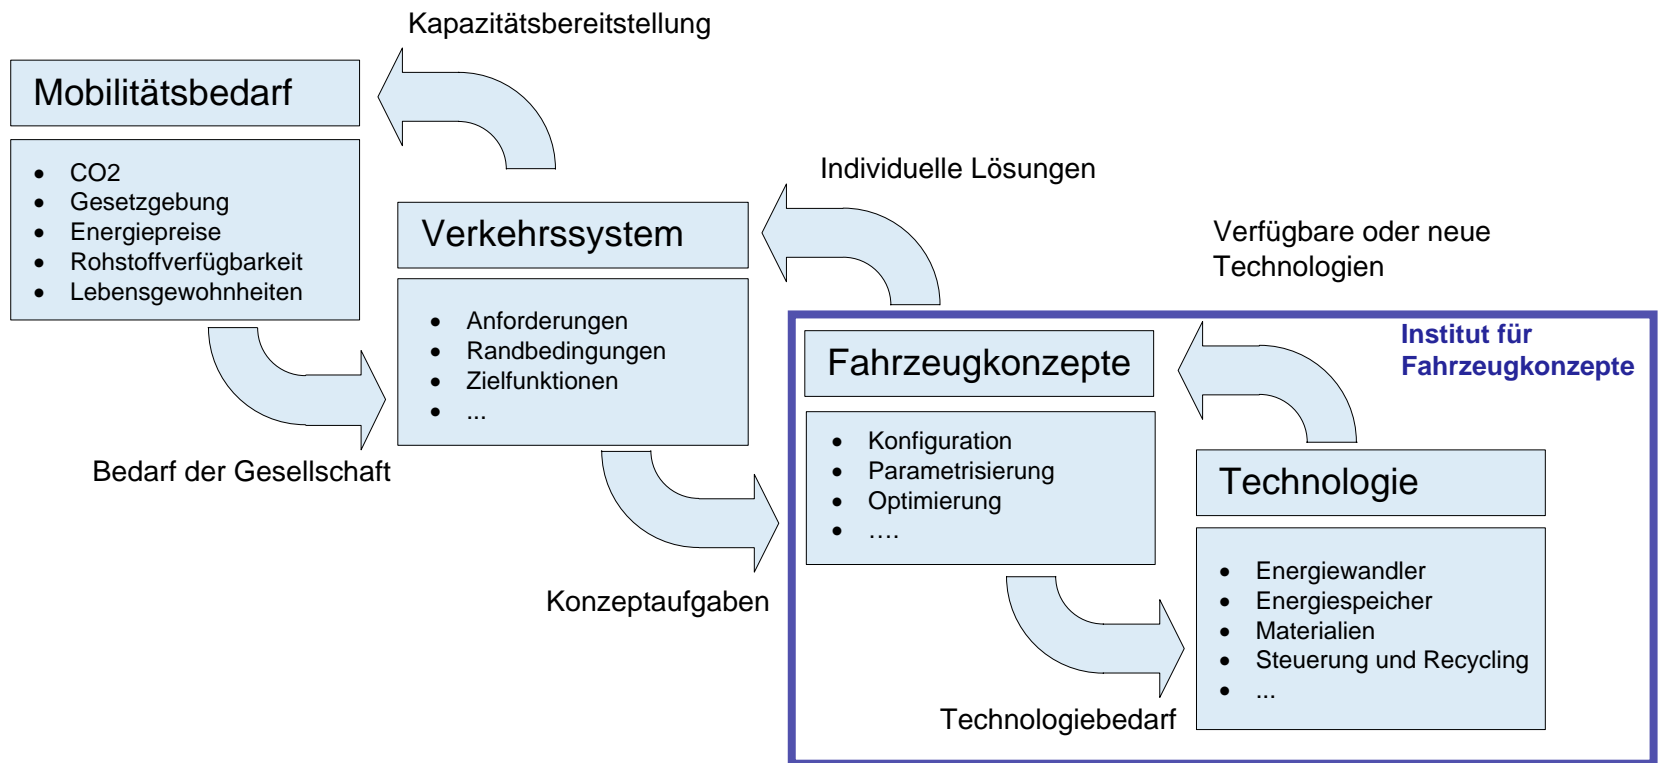 Kapazitätsbereitstellung
Mobilitätsbedarf
• CO2
• Gesetzgebung
• Energiepreise
• Rohstoffverfügbarkeit
• Lebensgewohnheiten
Individuelle Lösungen
Verkehrssystem
• Anforderungen
• Randbedingungen
• Zielfunktionen
• ...
Bedarf der Gesellschaft
Verfügbare oder neue
Technologien
Institut für
Fahrzeugkonzepte
Fahrzeugkonzepte
• Konfiguration
• Parametrisierung
• Optimierung
• ....
Konzeptaufgaben
Technologie
• Energiewandler
• Energiespeicher
• Materialien
• Steuerung und Recycling
• ...
Technologiebedarf